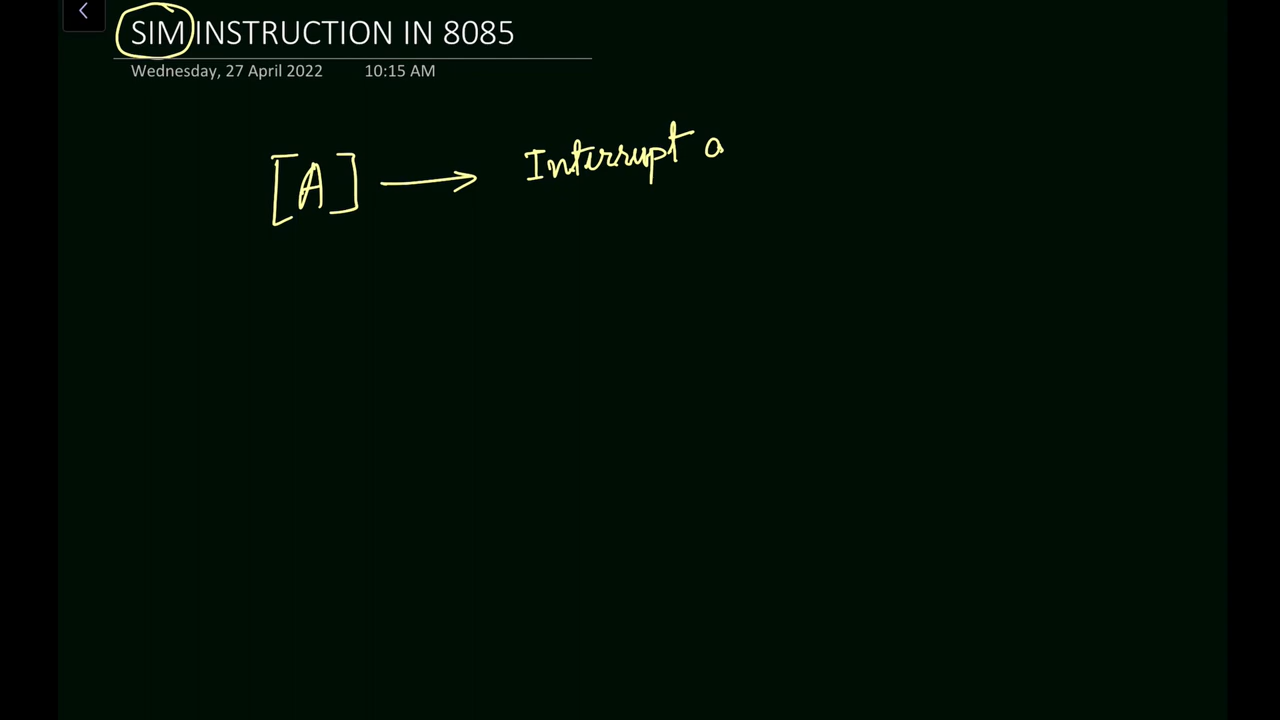 SIM INSTRUCTION IN 8085
Wednesday, 27 April 2022 10:15 AM
[A] → Interrupt a